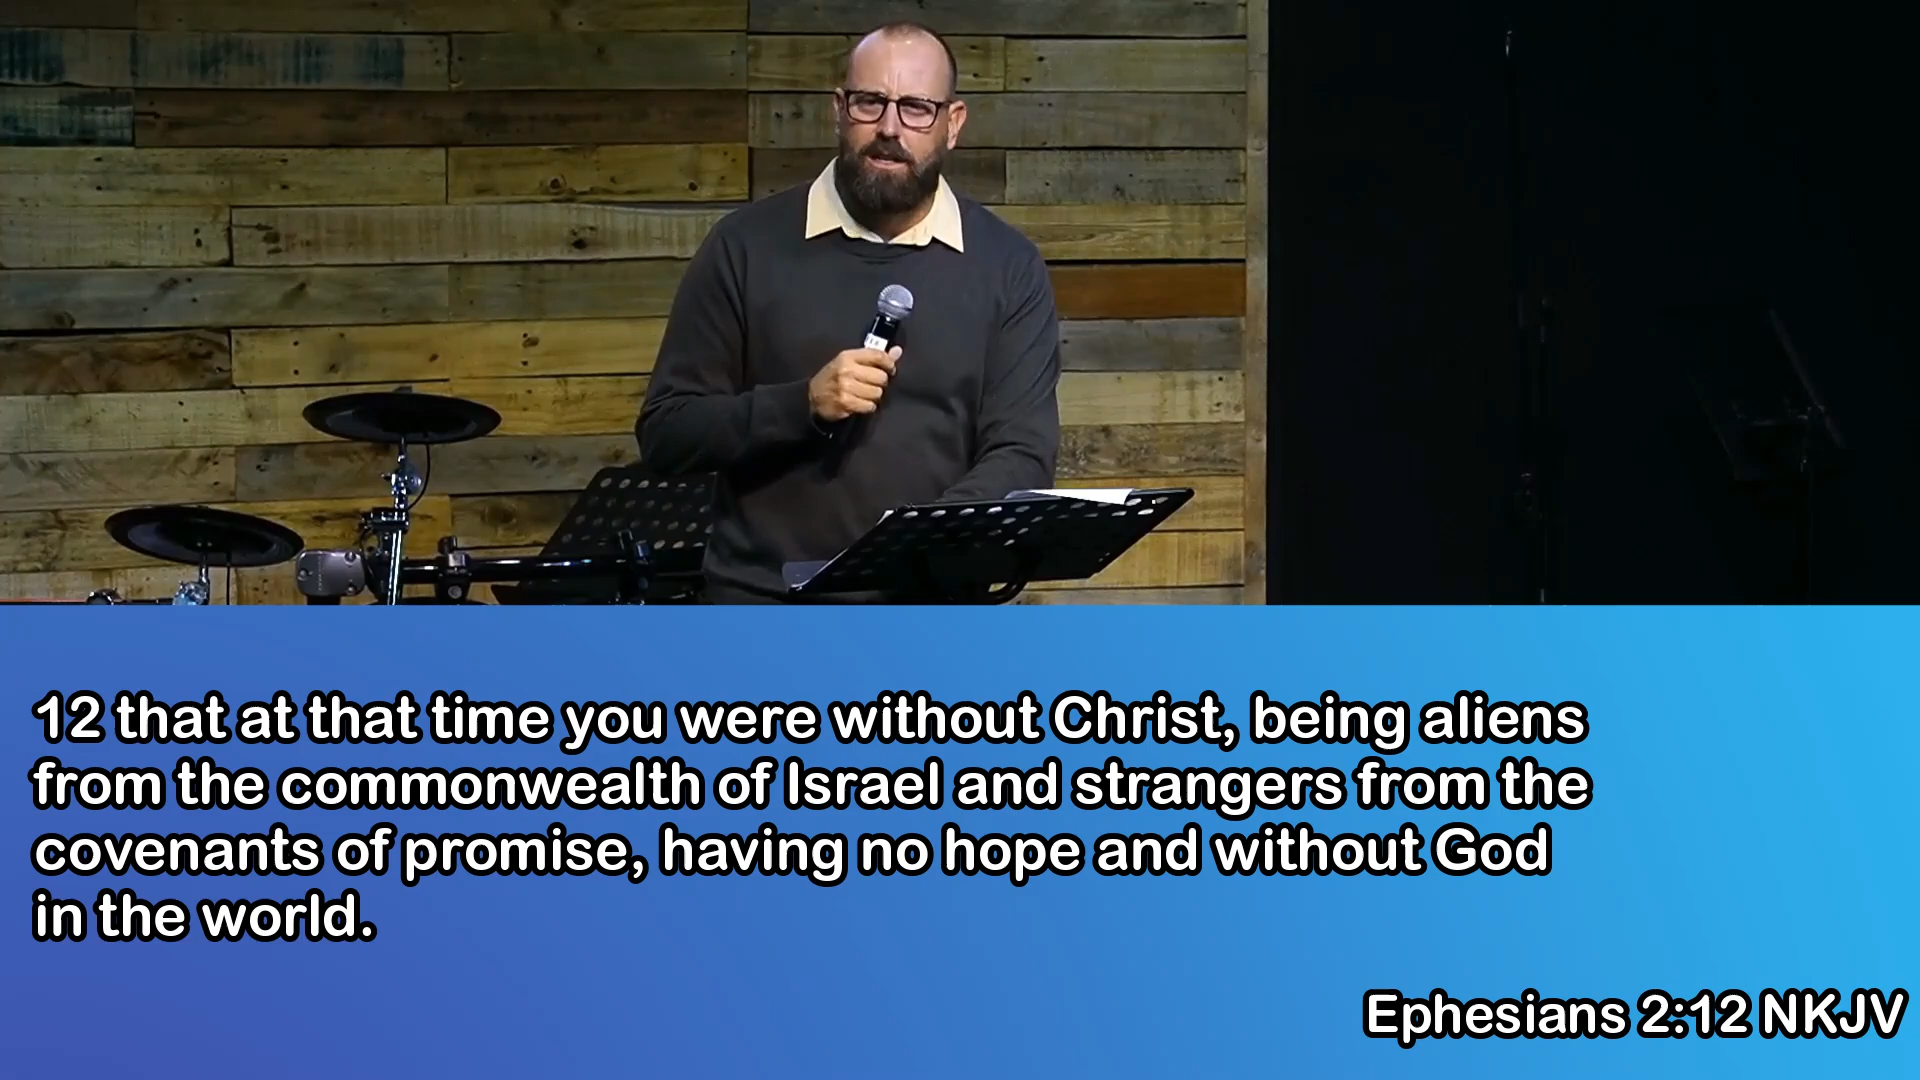 12 that at that time you were without Christ, being aliens
from the commonwealth of Israel and strangers from the
covenants of promise, having no hope and without God
in the world.
Ephesians 2:12 NKJV